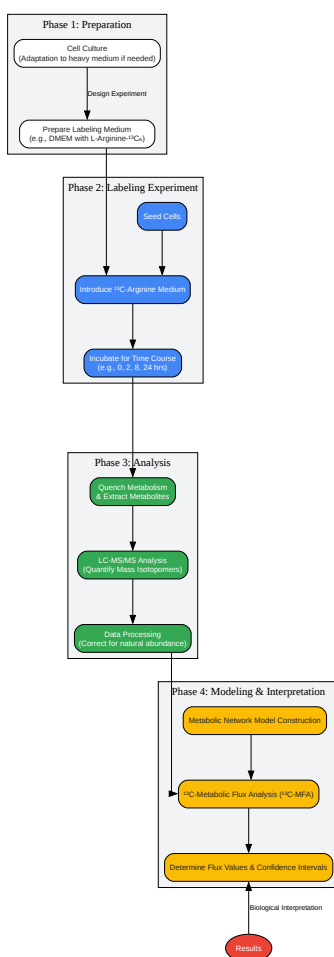 Phase 1: Preparation
Cell Culture
(Adaptation to heavy medium if needed)
Design Experiment
Prepare Labeling Medium
(e.g., DMEM with L-Arginine-¹³C₆)
Phase 2: Labeling Experiment
Seed Cells
Introduce ¹³C-Arginine Medium
Incubate for Time Course
(e.g., 0, 2, 8, 24 hrs)
Phase 3: Analysis
Quench Metabolism
& Extract Metabolites
LC-MS/MS Analysis
(Quantify Mass Isotopomers)
Data Processing
(Correct for natural abundance)
Phase 4: Modeling & Interpretation
Metabolic Network Model Construction
¹³C-Metabolic Flux Analysis (¹³C-MFA)
Determine Flux Values & Confidence Intervals
Biological Interpretation
Results